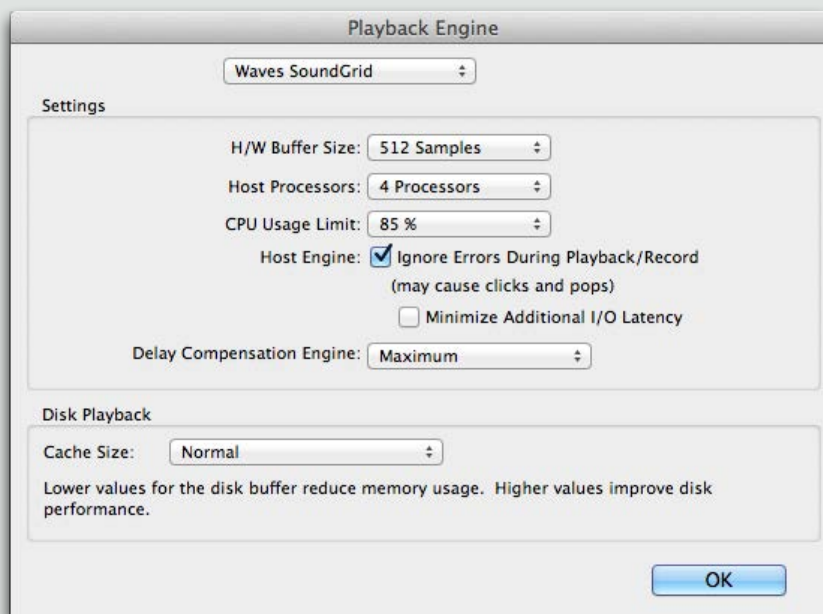 Playback Engine
Waves SoundGrid
Settings
H/W Buffer Size: 512 Samples
Host Processors: 4 Processors
CPU Usage Limit: 85 %
Host Engine: Ignore Errors During Playback/Record
(may cause clicks and pops)
Minimize Additional I/O Latency
Delay Compensation Engine: Maximum
Disk Playback
Cache Size: Normal
Lower values for the disk buffer reduce memory usage. Higher values improve disk
performance.
OK